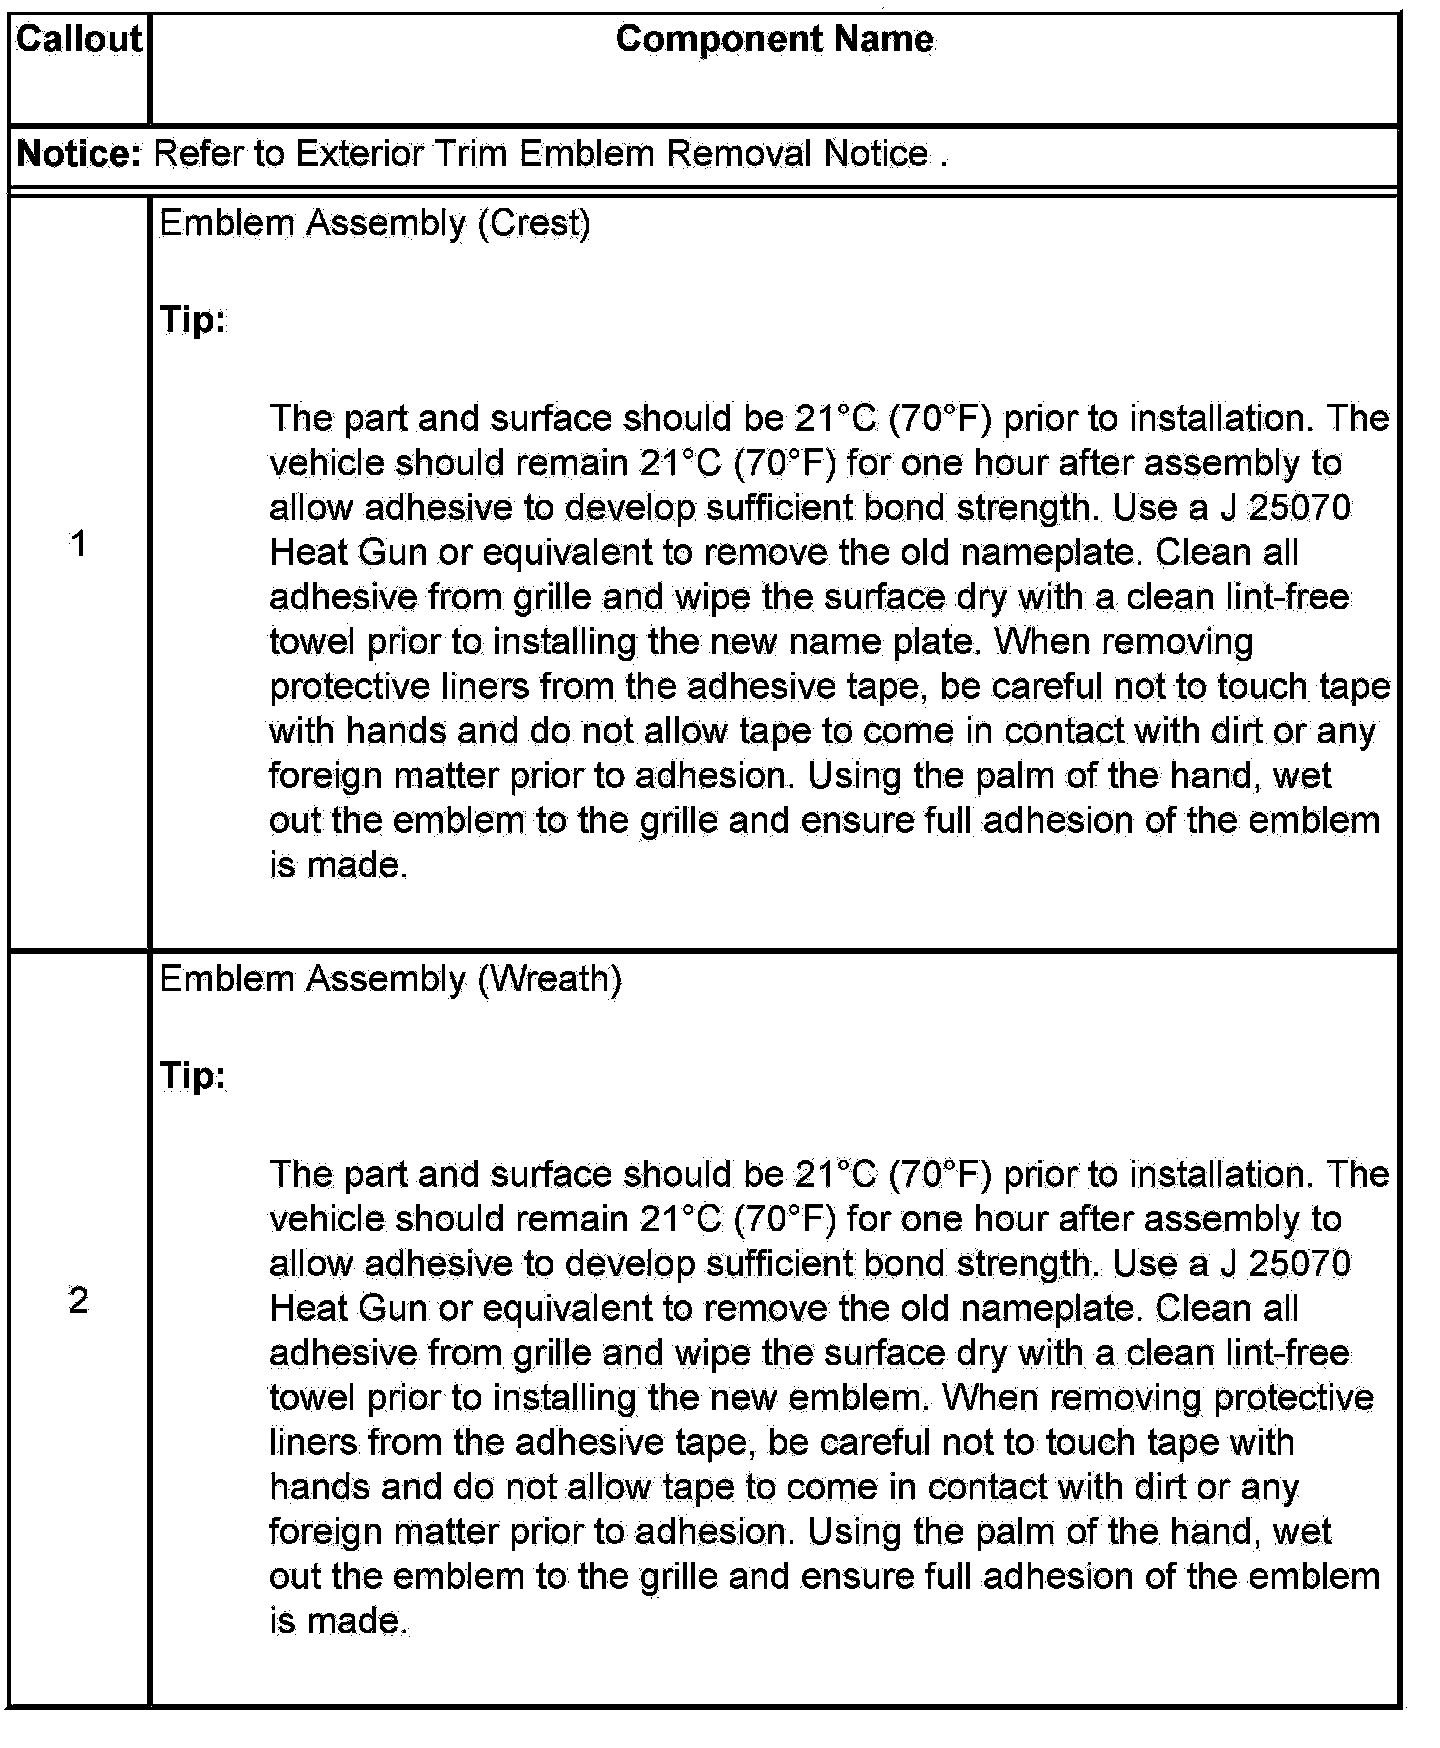 Callout
Component Name
Notice: Refer to Exterior Trim Emblem Removal Notice .
Emblem Assembly (Crest)
Tip:
1
The part and surface should be 21°C (70°F) prior to installation. The
vehicle should remain 21°C (70°F) for one hour after assembly to
allow adhesive to develop sufficient bond strength. Use a J 25070
Heat Gun or equivalent to remove the old nameplate. Clean all
adhesive from grille and wipe the surface dry with a clean lint-free
towel prior to installing the new name plate. When removing
protective liners from the adhesive tape, be careful not to touch tape
with hands and do not allow tape to come in contact with dirt or any
foreign matter prior to adhesion. Using the palm of the hand, wet
out the emblem to the grille and ensure full adhesion of the emblem
is made.
Emblem Assembly (Wreath)
Tip:
2
The part and surface should be 21°C (70°F) prior to installation. The
vehicle should remain 21°C (70°F) for one hour after assembly to
allow adhesive to develop sufficient bond strength. Use a J 25070
Heat Gun or equivalent to remove the old nameplate. Clean all
adhesive from grille and wipe the surface dry with a clean lint-free
towel prior to installing the new emblem. When removing protective
liners from the adhesive tape, be careful not to touch tape with
hands and do not allow tape to come in contact with dirt or any
foreign matter prior to adhesion. Using the palm of the hand, wet
out the emblem to the grille and ensure full adhesion of the emblem
is made.